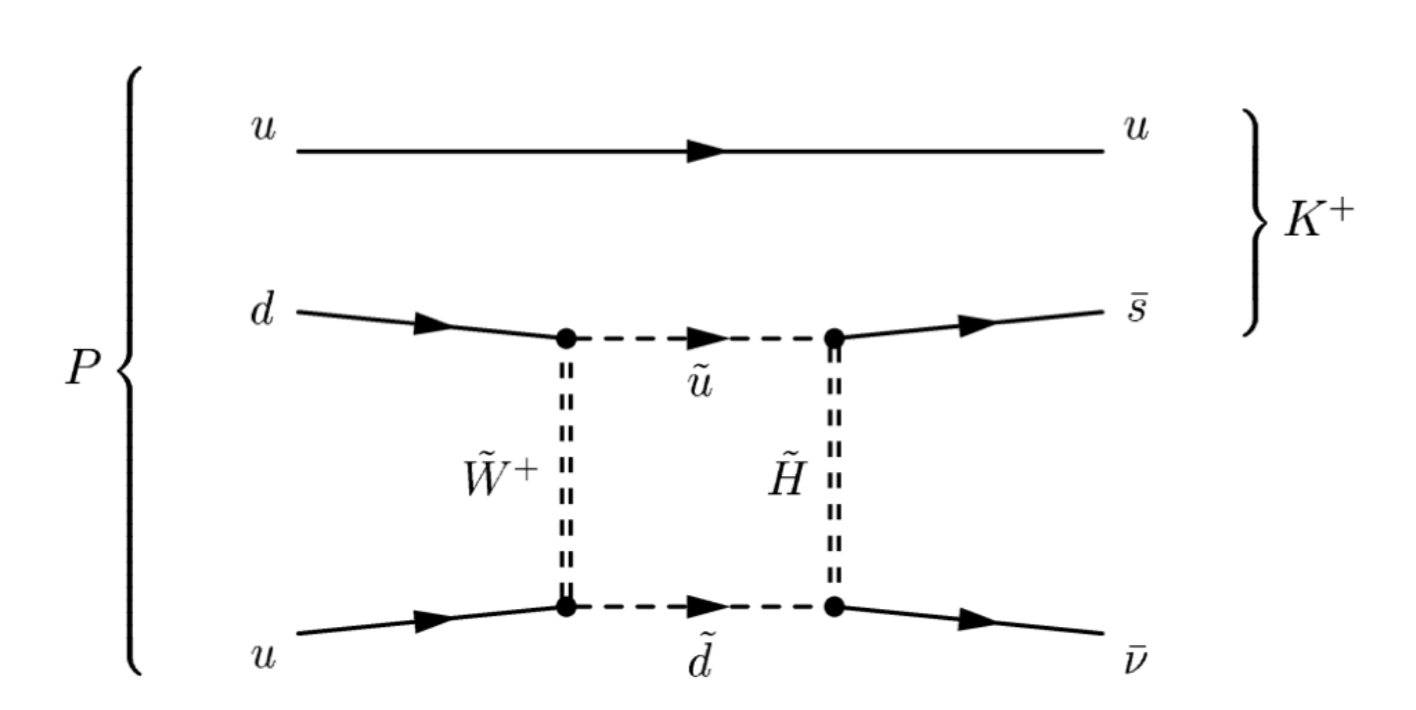 u u
K⁺
d s̄
P
ũ
W̃⁺ H̃
u d̃ ν̄